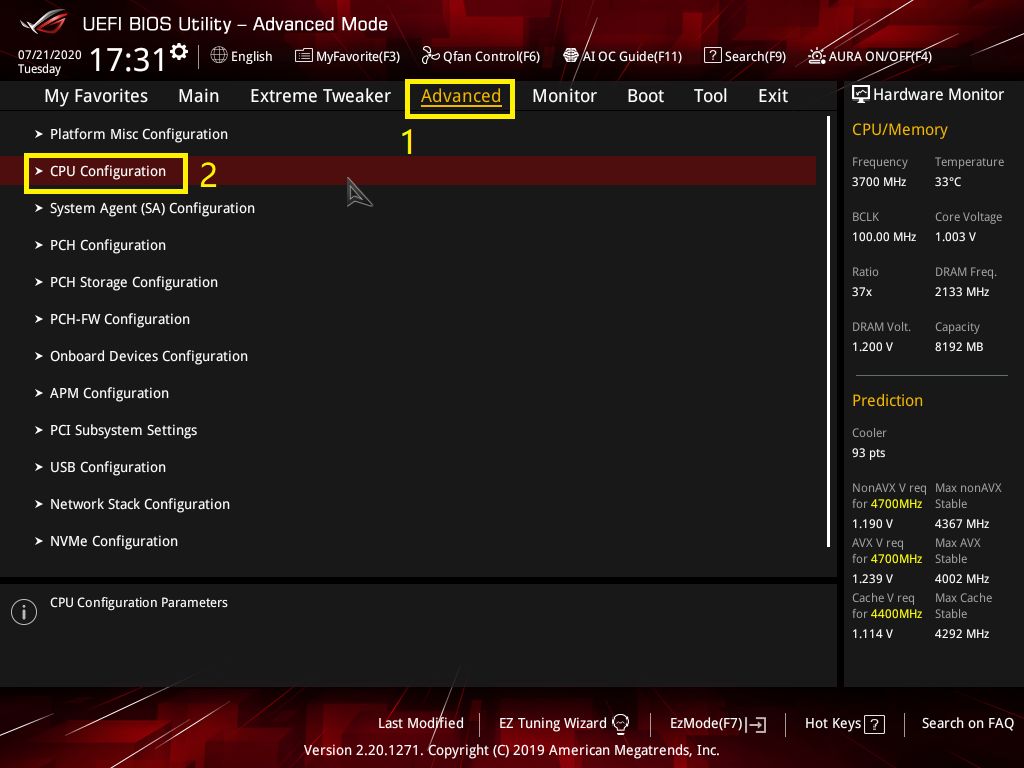 UEFI BIOS Utility – Advanced Mode
07/21/2020
Tuesday
17:31
English
MyFavorite(F3)
Qfan Control(F6)
AI OC Guide(F11)
Search(F9)
AURA ON/OFF(F4)
My Favorites
Main
Extreme Tweaker
Advanced
Monitor
Boot
Tool
Exit
1
Platform Misc Configuration
CPU Configuration
2
System Agent (SA) Configuration
PCH Configuration
PCH Storage Configuration
PCH-FW Configuration
Onboard Devices Configuration
APM Configuration
PCI Subsystem Settings
USB Configuration
Network Stack Configuration
NVMe Configuration
CPU Configuration Parameters
Hardware Monitor
CPU/Memory
Frequency Temperature
3700 MHz 33°C
BCLK Core Voltage
100.00 MHz 1.003 V
Ratio DRAM Freq.
37x 2133 MHz
DRAM Volt. Capacity
1.200 V 8192 MB
Prediction
Cooler
93 pts
NonAVX V req Max nonAVX
for 4700MHz Stable
1.190 V 4367 MHz
AVX V req Max AVX
for 4700MHz Stable
1.239 V 4002 MHz
Cache V req Max Cache
for 4400MHz Stable
1.114 V 4292 MHz
Last Modified
EZ Tuning Wizard
EzMode(F7)
Hot Keys ?
Search on FAQ
Version 2.20.1271. Copyright (C) 2019 American Megatrends, Inc.